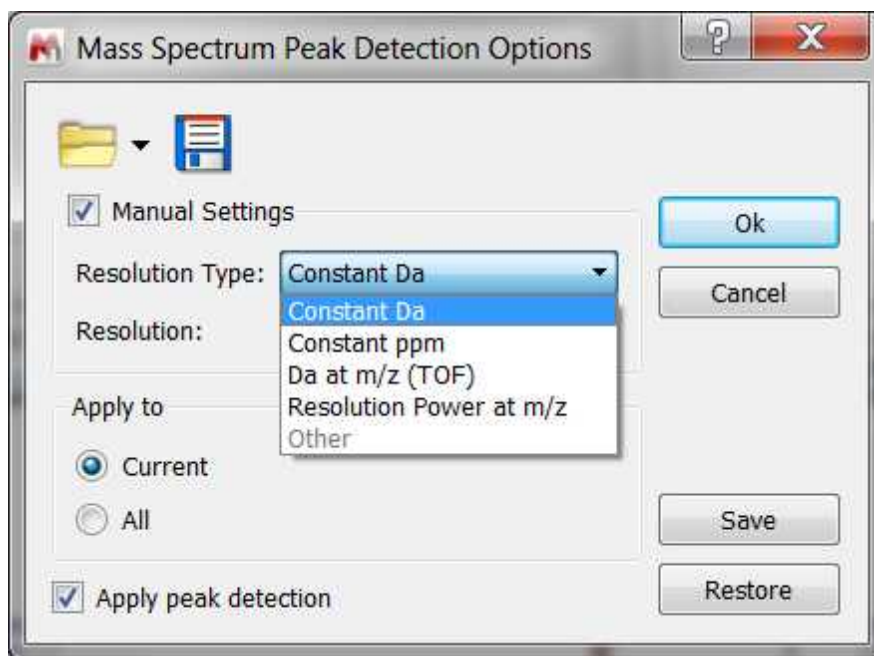 Mass Spectrum Peak Detection Options
Manual Settings
Resolution Type: Constant Da
Constant Da
Constant ppm
Da at m/z (TOF)
Resolution Power at m/z
Other
Resolution:
Apply to
Current
All
Apply peak detection
Ok
Cancel
Save
Restore